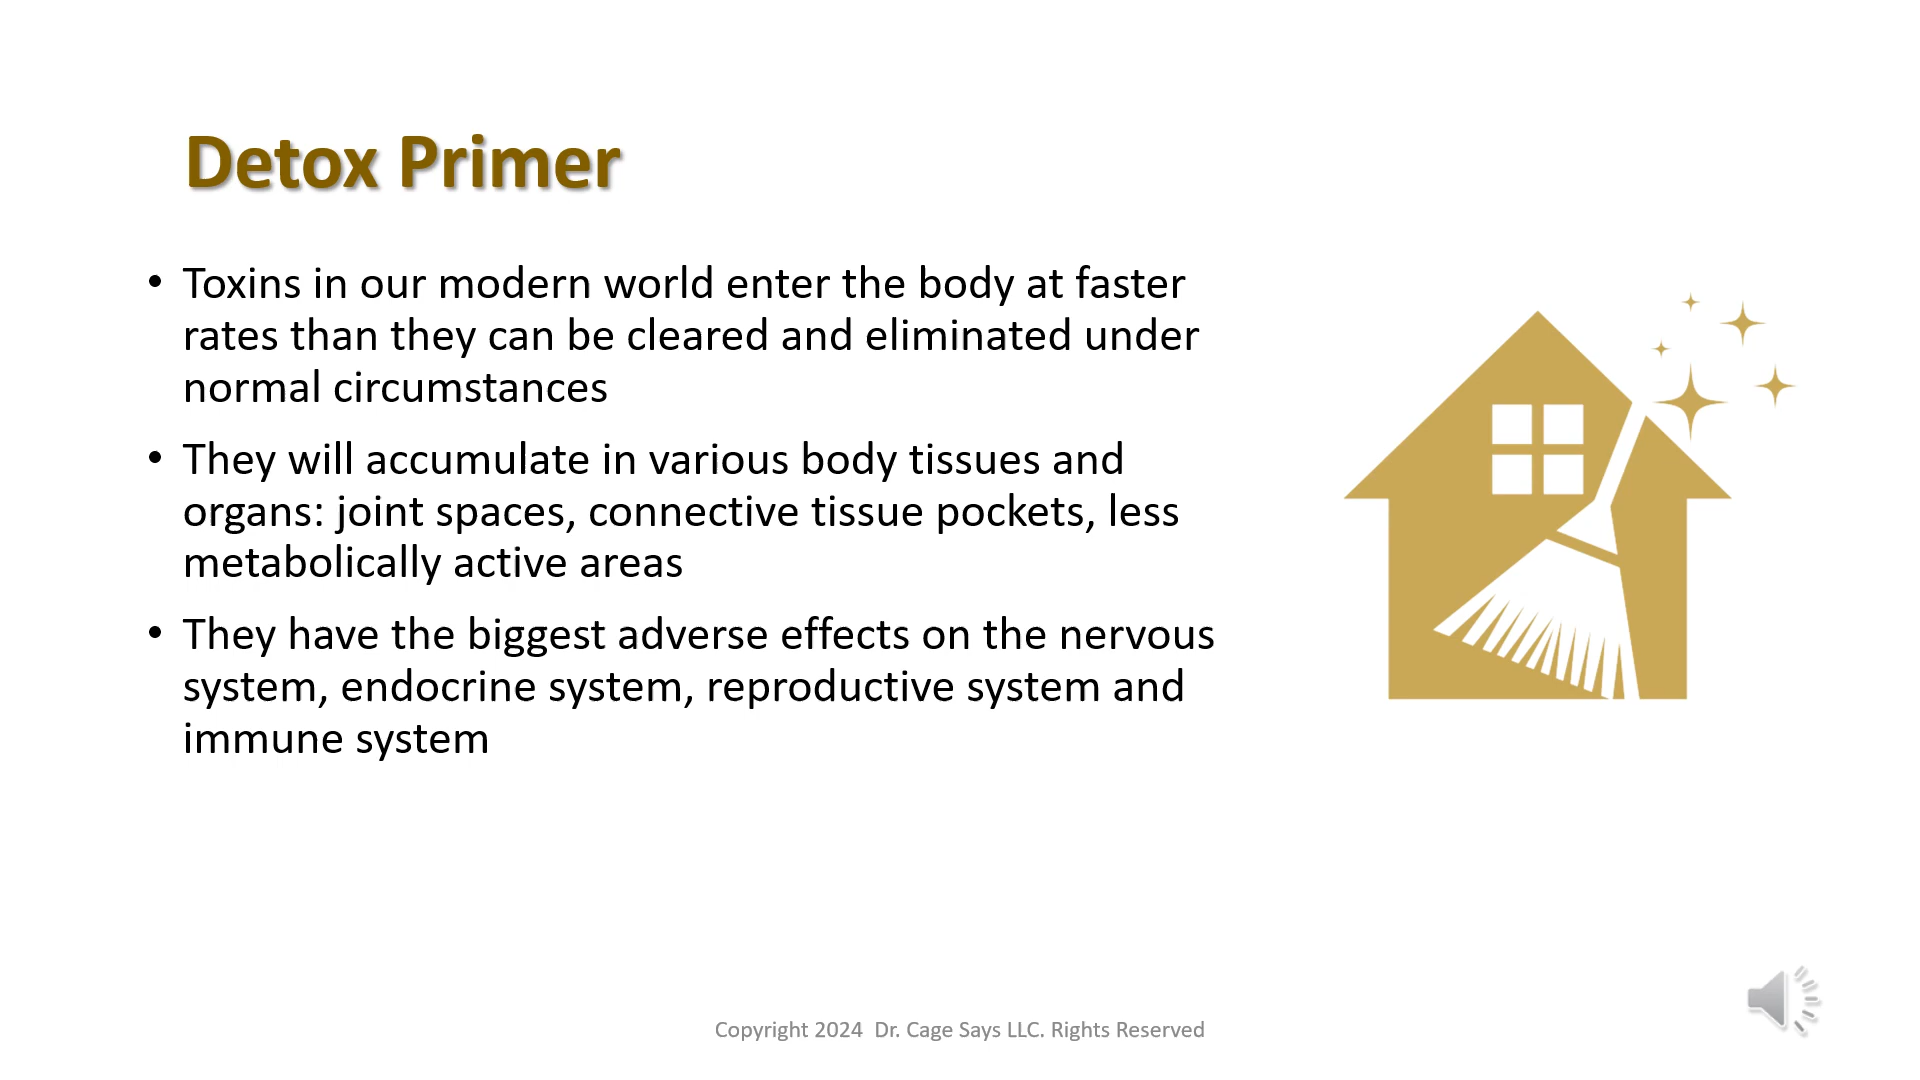 Detox Primer
• Toxins in our modern world enter the body at faster
rates than they can be cleared and eliminated under
normal circumstances
• They will accumulate in various body tissues and
organs: joint spaces, connective tissue pockets, less
metabolically active areas
• They have the biggest adverse effects on the nervous
system, endocrine system, reproductive system and
immune system
Copyright 2024  Dr. Cage Says LLC. Rights Reserved